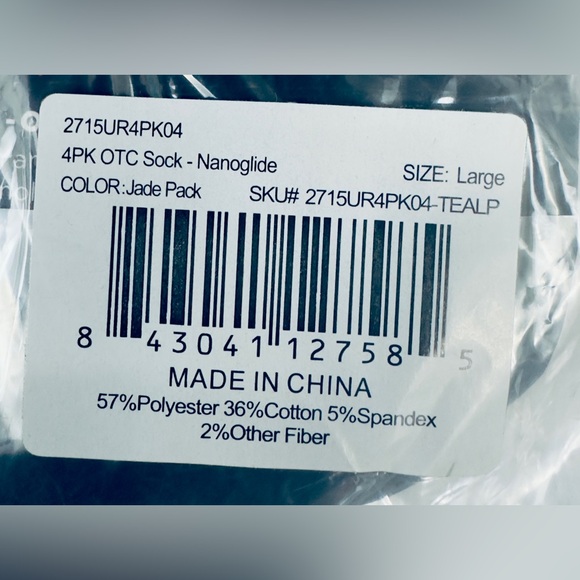 2715UR4PK04
4PK OTC Sock - Nanoglide
SIZE: Large
COLOR:Jade Pack
SKU# 2715UR4PK04-TEALP
8 43041 12758 5
MADE IN CHINA
57%Polyester 36%Cotton 5%Spandex
2%Other Fiber